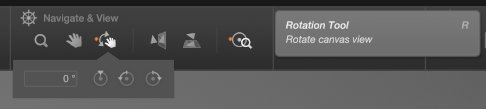 Navigate & View
Rotation Tool R
Rotate canvas view
0 °